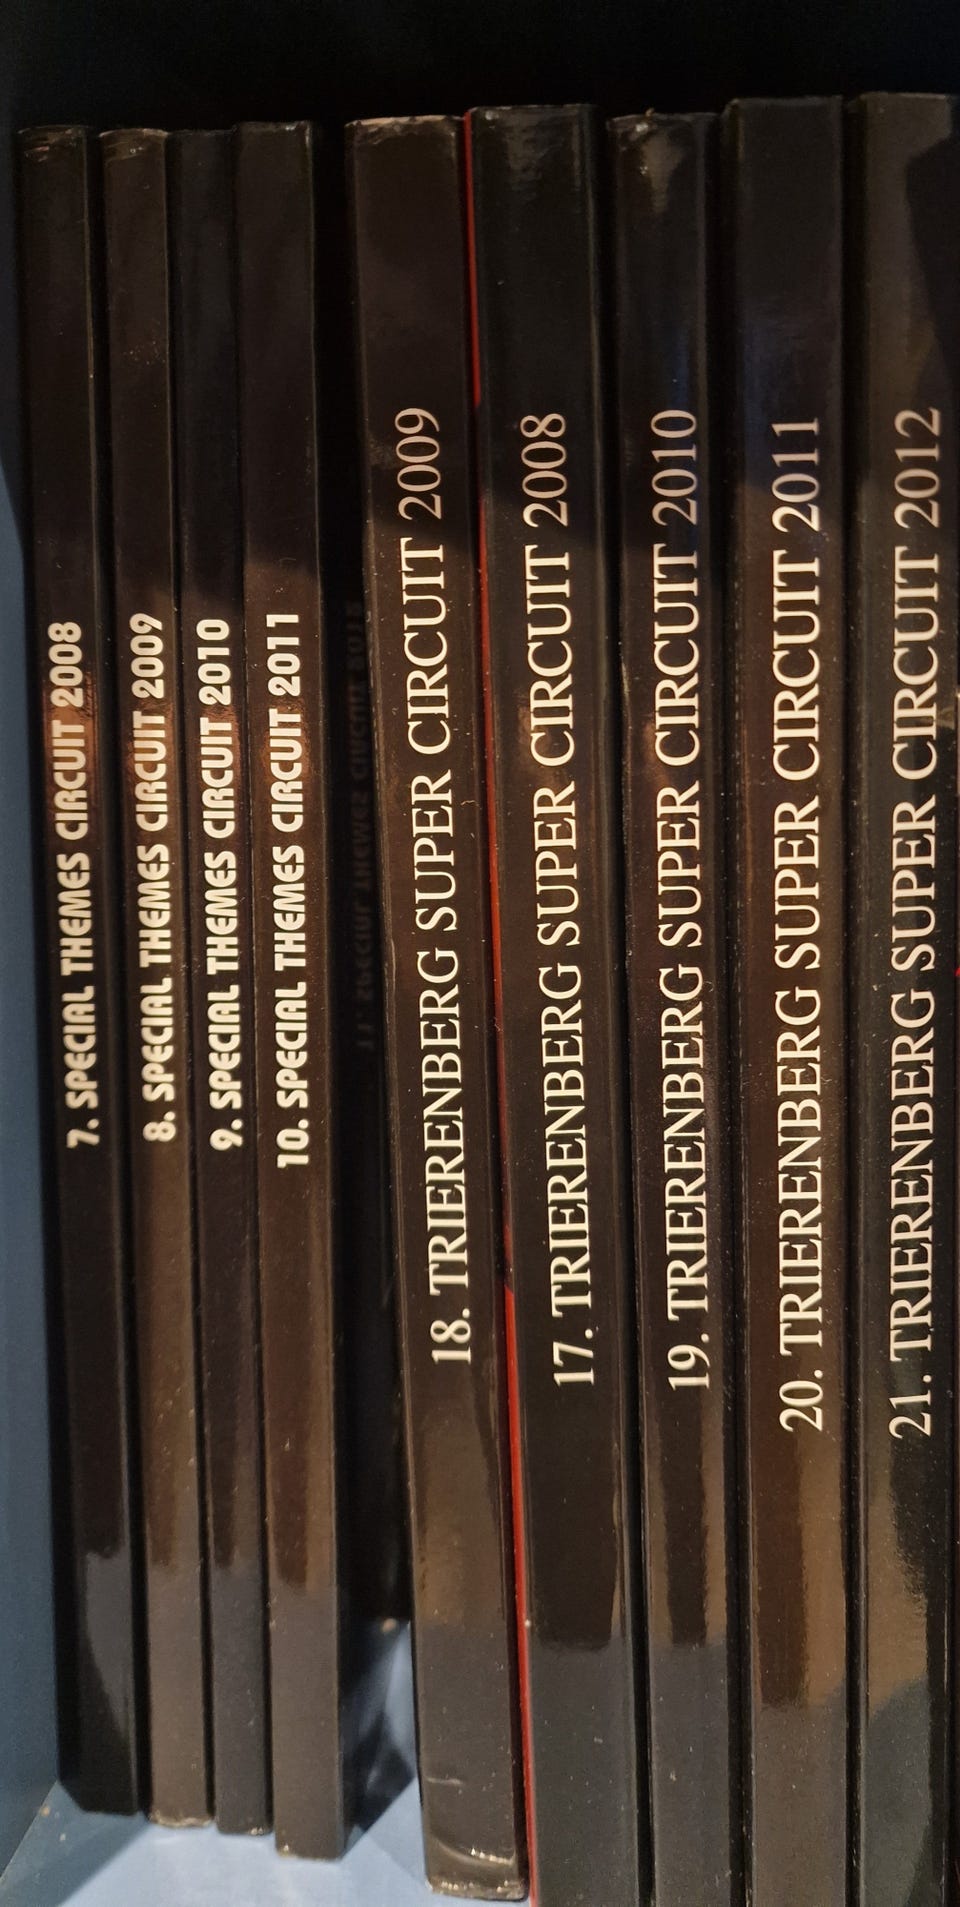 7. SPECIAL THEMES CIRCUIT 2008
8. SPECIAL THEMES CIRCUIT 2009
9. SPECIAL THEMES CIRCUIT 2010
10. SPECIAL THEMES CIRCUIT 2011
18. TRIERENBERG SUPER CIRCUIT 2009
17. TRIERENBERG SUPER CIRCUIT 2008
19. TRIERENBERG SUPER CIRCUIT 2010
20. TRIERENBERG SUPER CIRCUIT 2011
21. TRIERENBERG SUPER CIRCUIT 2012